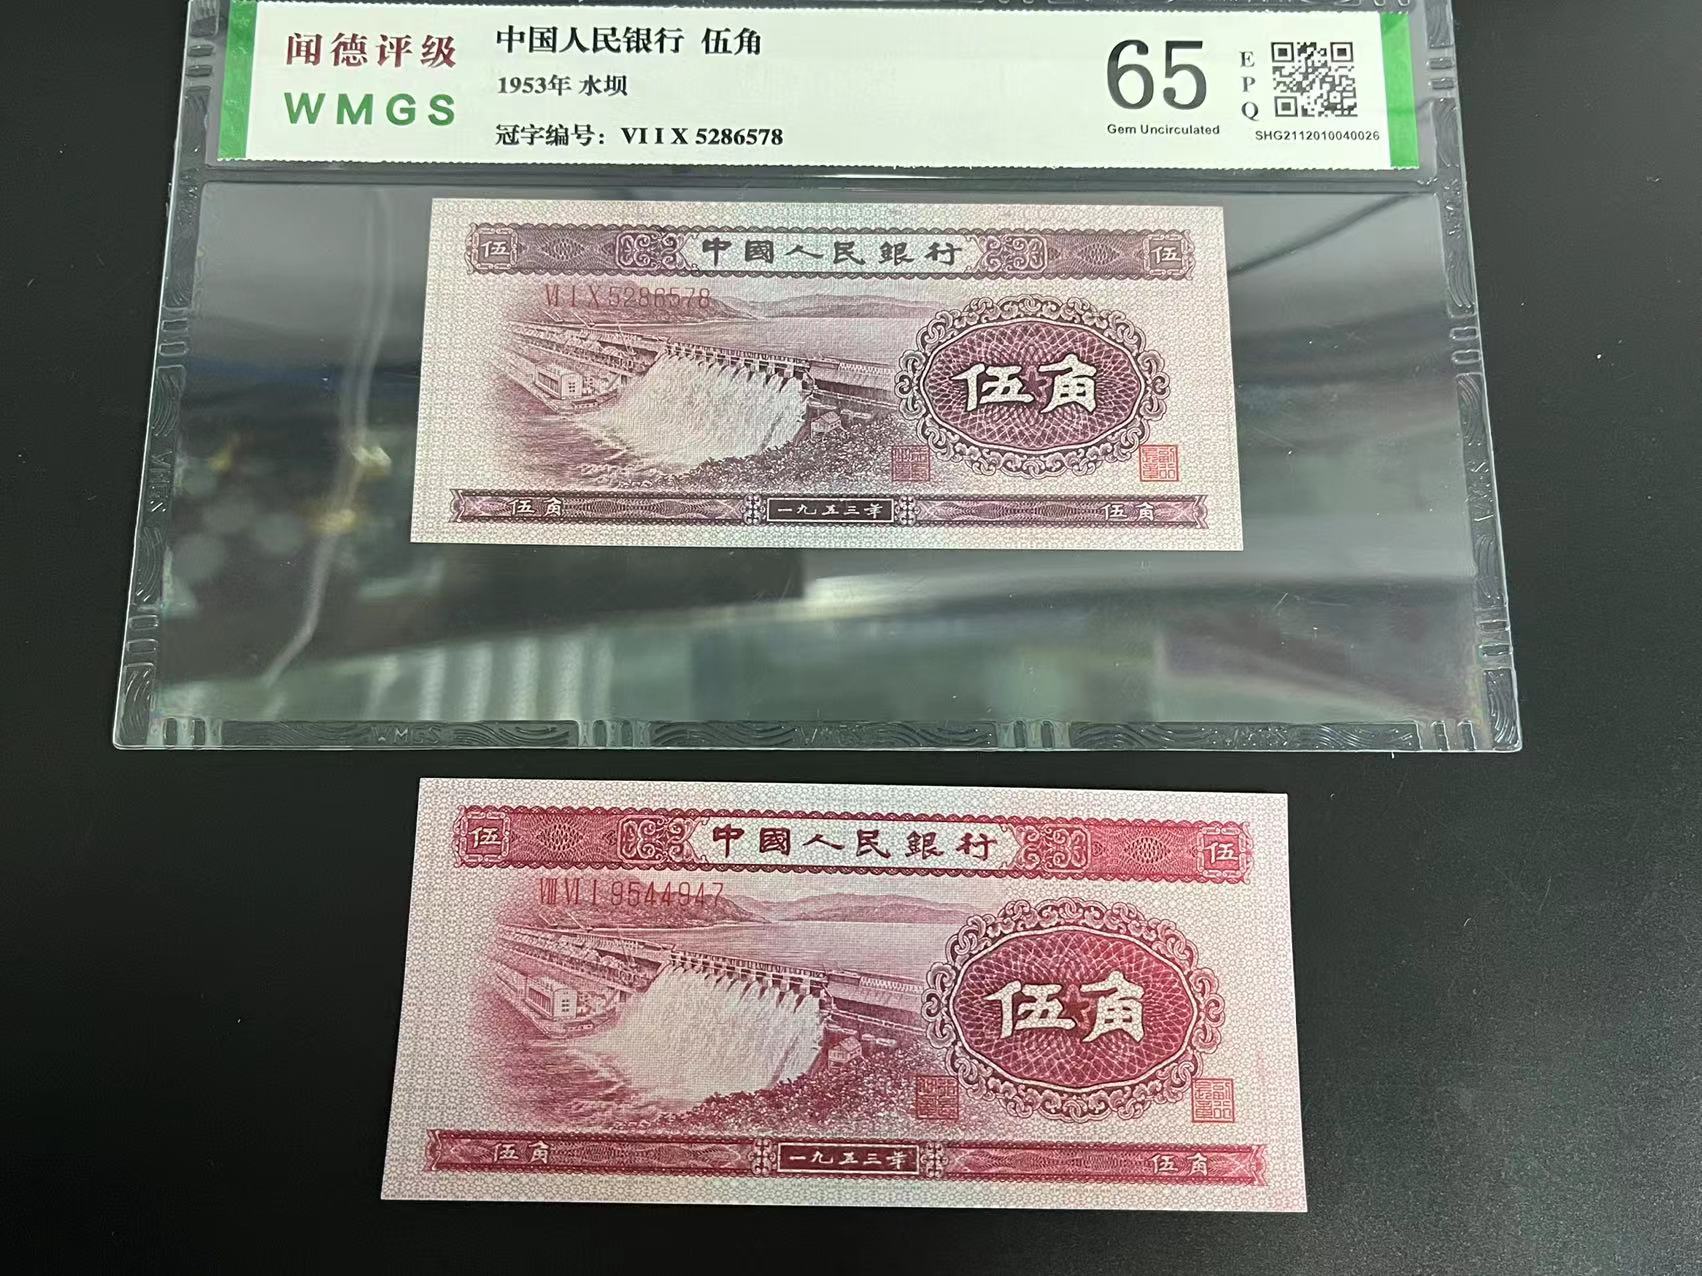 闻德评级
WMGS
中国人民银行 伍角
1953年 水坝
冠字编号：VI I X 5286578
65
Gem Uncirculated
E
P
Q
SHG2112010040026
伍 中國人民銀行 伍
VI I X 5286578
伍角
伍角 一九五三年 伍角
WMGS
伍 中國人民銀行 伍
VIII VI I 9544947
伍角
伍角 一九五三年 伍角